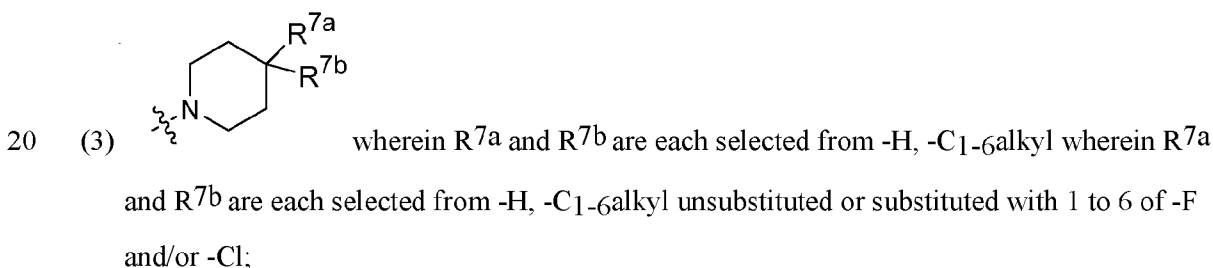 R7a
R7b
N
20 (3) wherein R7a and R7b are each selected from -H, -C1-6alkyl wherein R7a
and R7b are each selected from -H, -C1-6alkyl unsubstituted or substituted with 1 to 6 of -F
and/or -Cl;